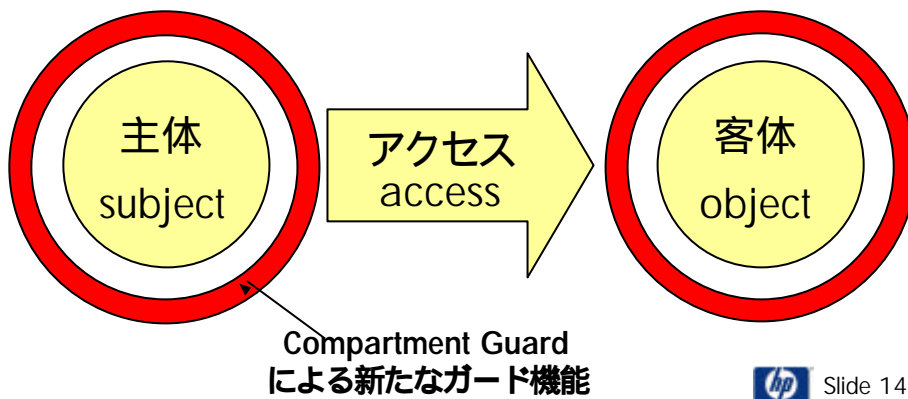 主体
subject
アクセス
access
客体
object
Compartment Guard
による新たなガード機能
hp
Slide 14